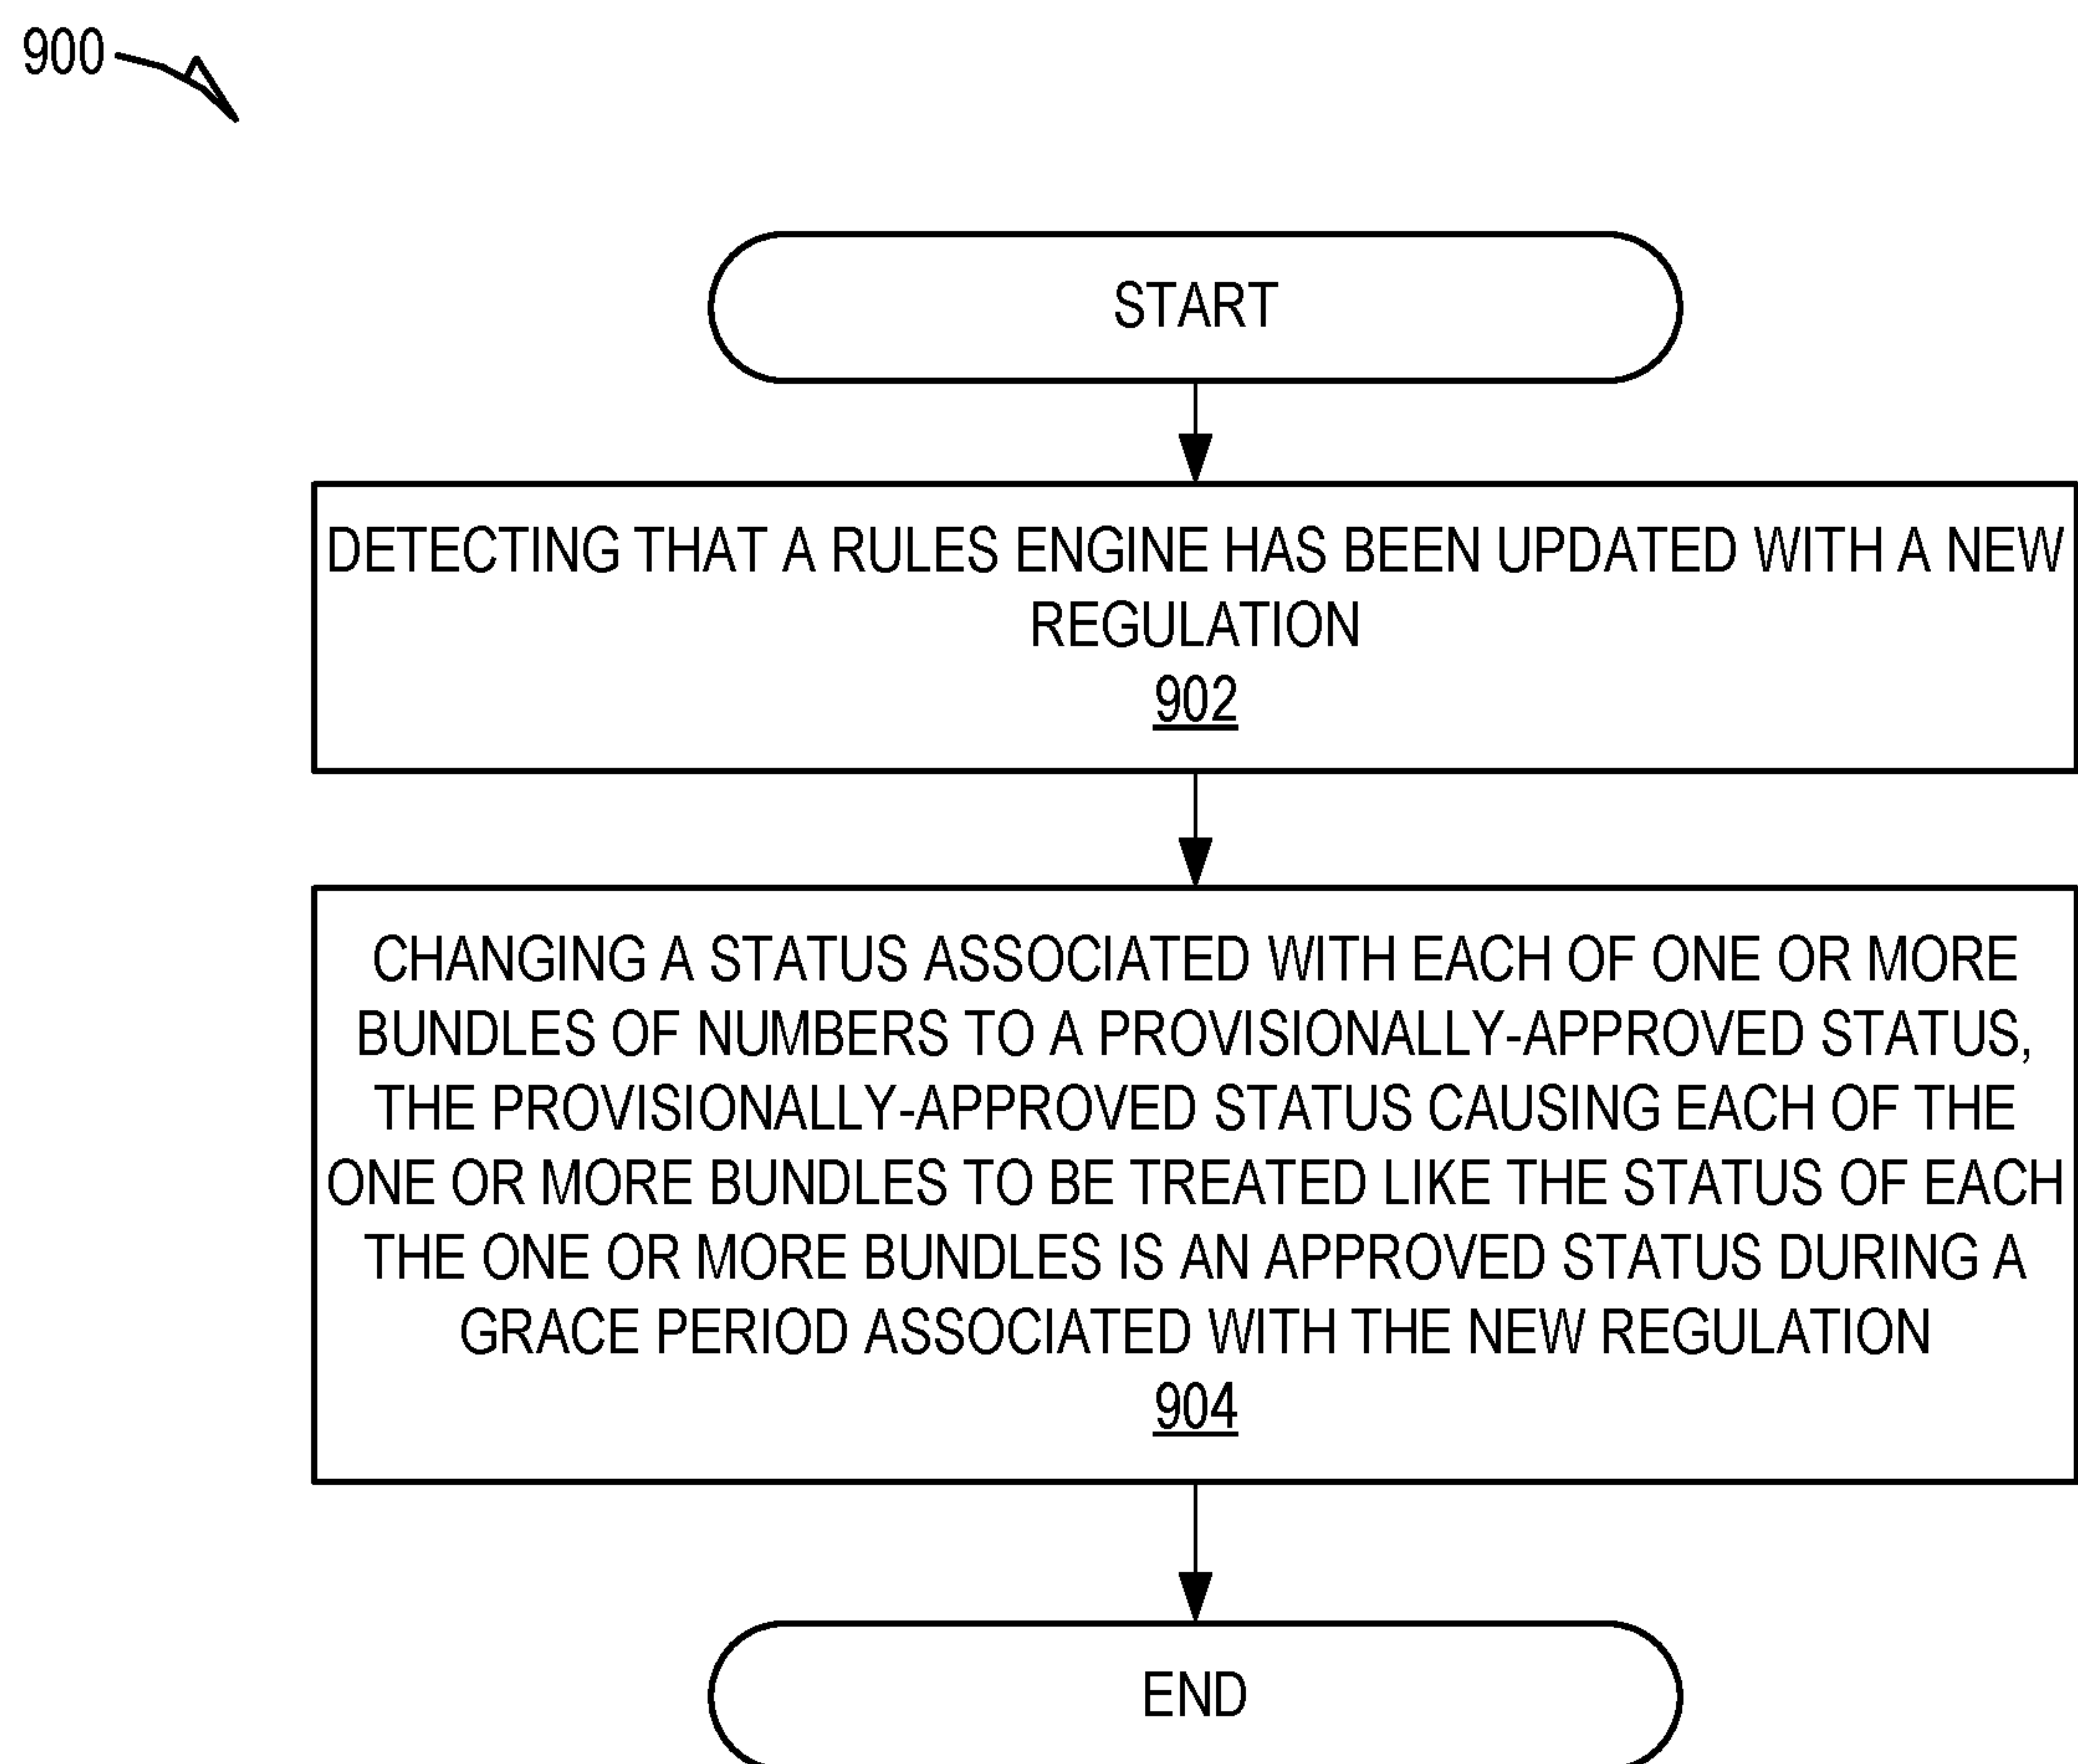 900
START
DETECTING THAT A RULES ENGINE HAS BEEN UPDATED WITH A NEW
REGULATION
902
CHANGING A STATUS ASSOCIATED WITH EACH OF ONE OR MORE
BUNDLES OF NUMBERS TO A PROVISIONALLY-APPROVED STATUS,
THE PROVISIONALLY-APPROVED STATUS CAUSING EACH OF THE
ONE OR MORE BUNDLES TO BE TREATED LIKE THE STATUS OF EACH
THE ONE OR MORE BUNDLES IS AN APPROVED STATUS DURING A
GRACE PERIOD ASSOCIATED WITH THE NEW REGULATION
904
END